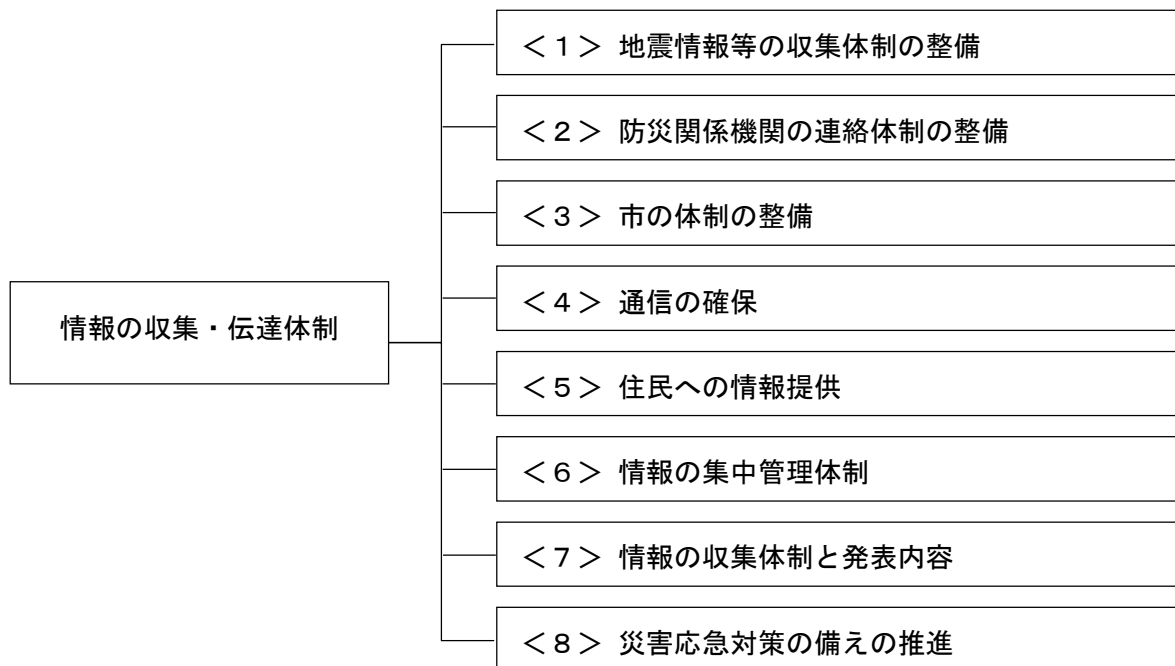 情報の収集・伝達体制
＜１＞ 地震情報等の収集体制の整備
＜２＞ 防災関係機関の連絡体制の整備
＜３＞ 市の体制の整備
＜４＞ 通信の確保
＜５＞ 住民への情報提供
＜６＞ 情報の集中管理体制
＜７＞ 情報の収集体制と発表内容
＜８＞ 災害応急対策の備えの推進